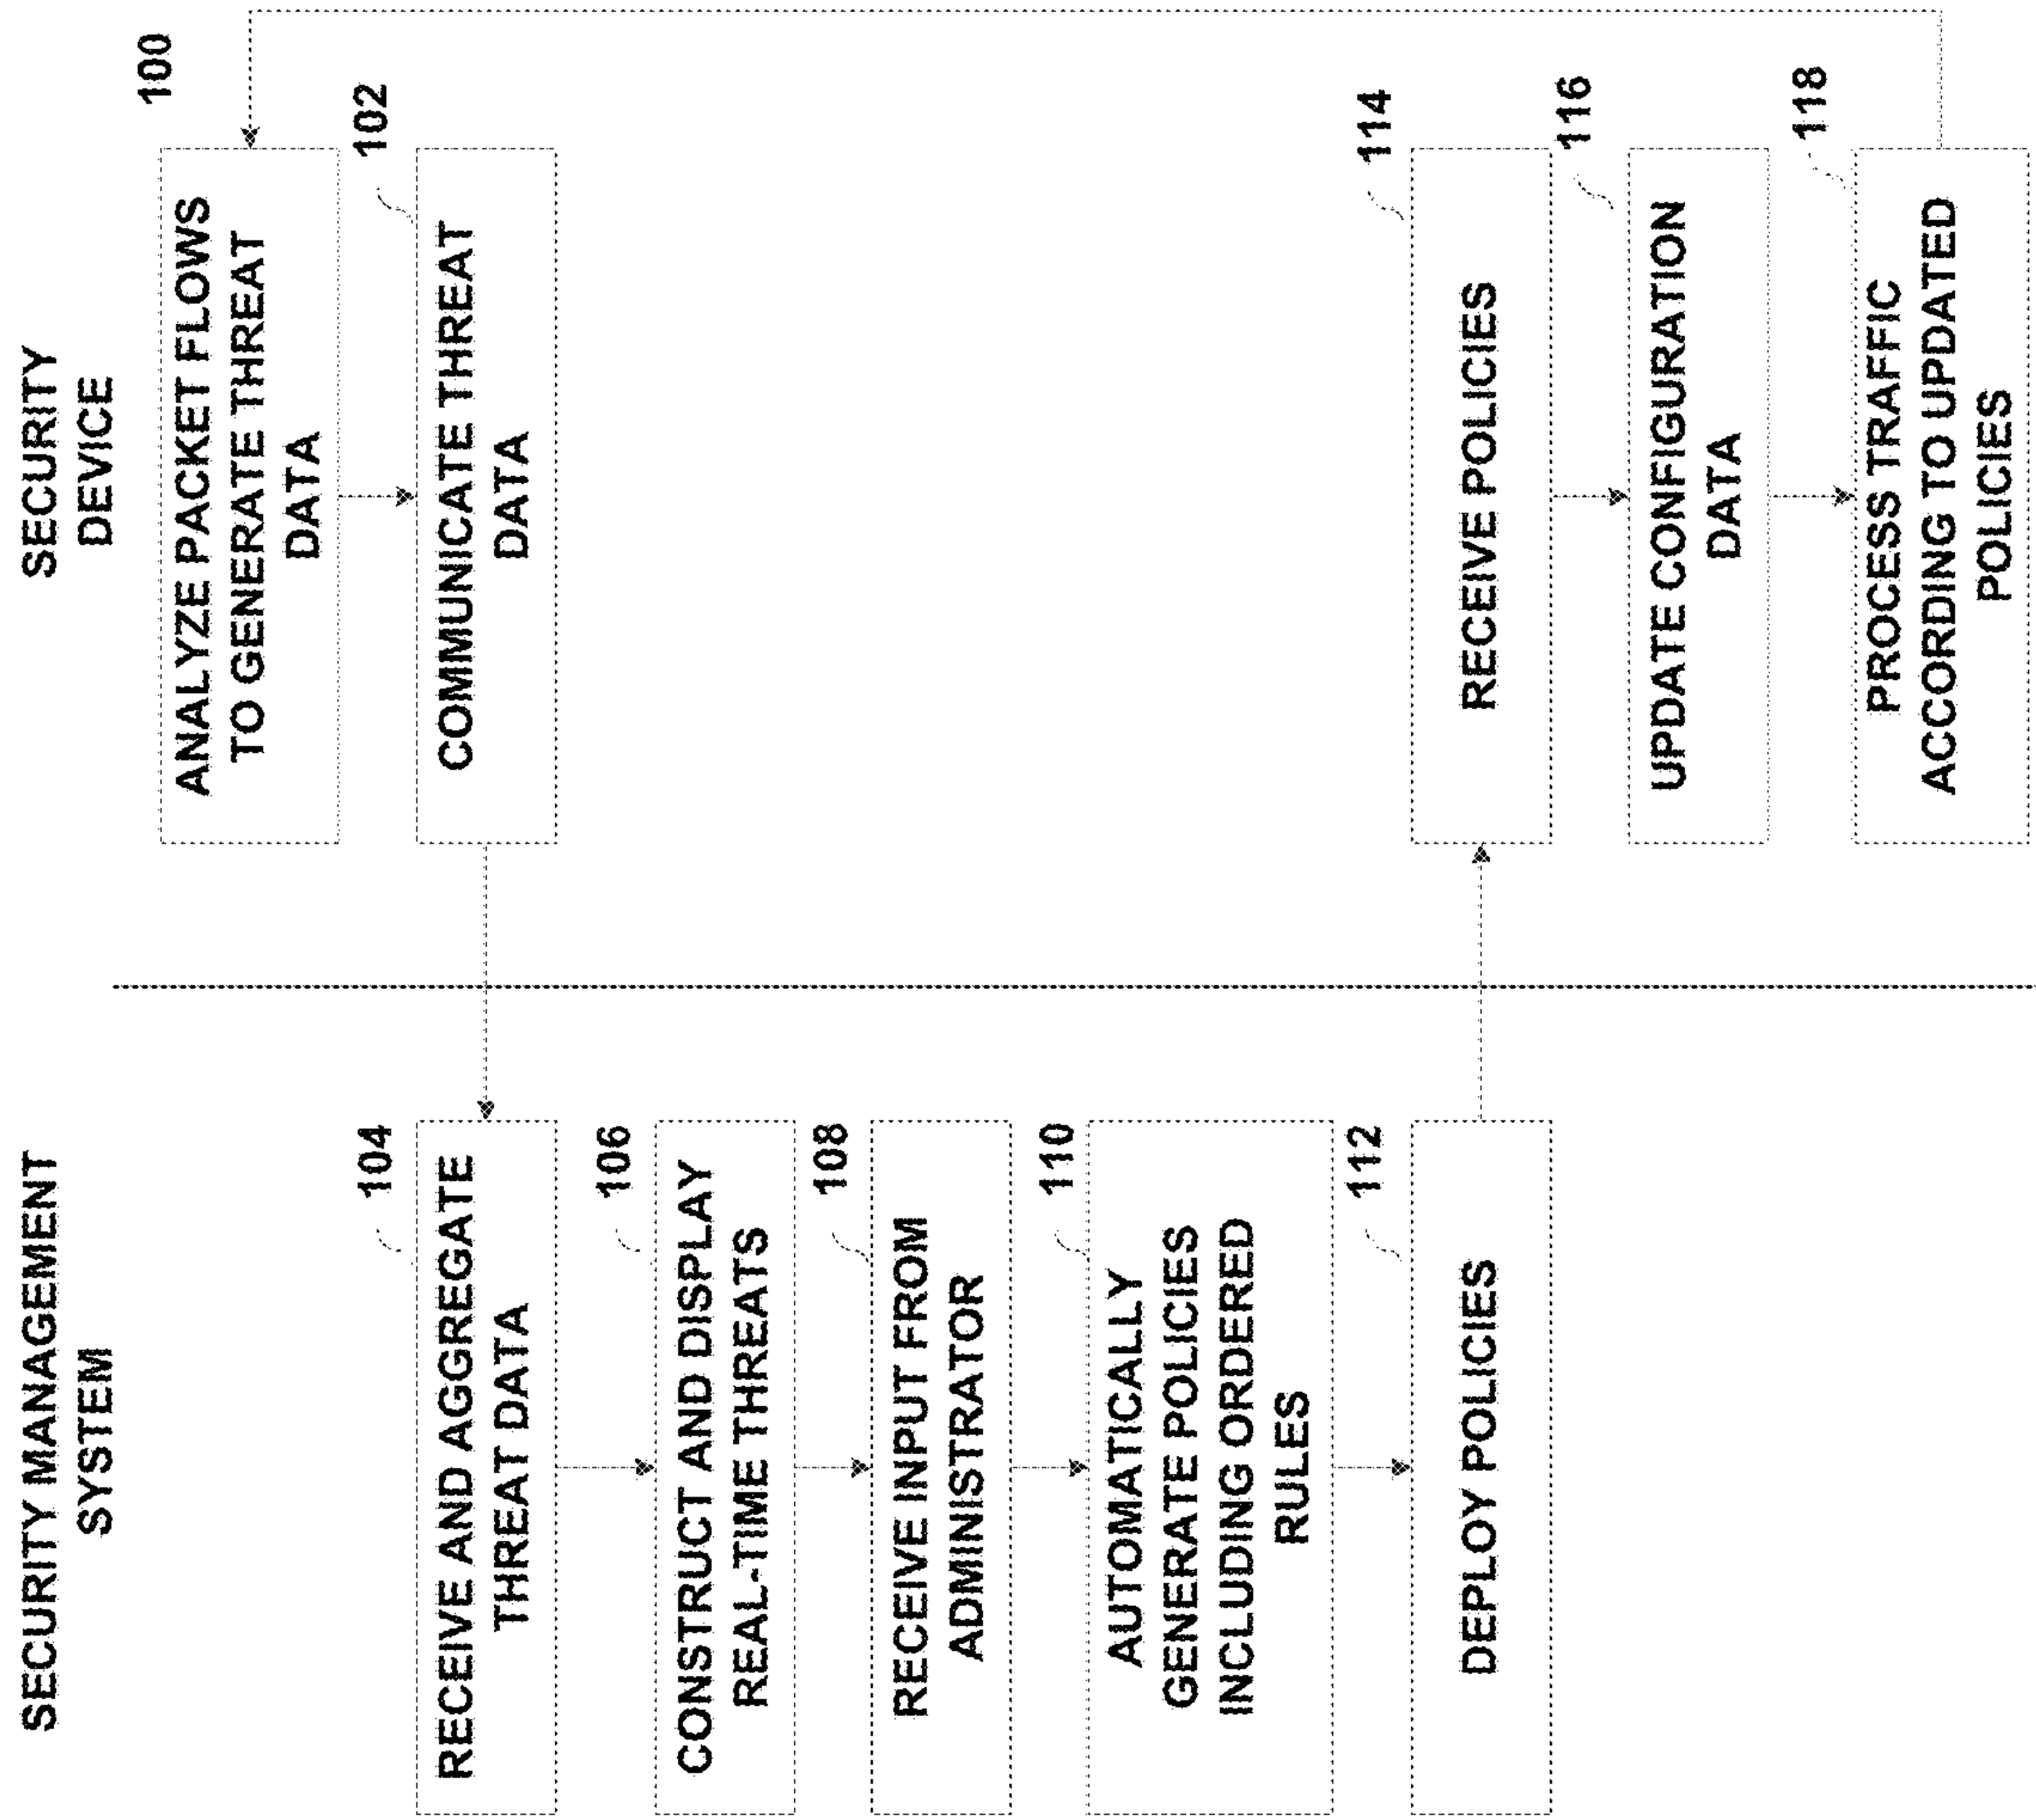 SECURITY MANAGEMENT
SYSTEM
SECURITY
DEVICE
100
ANALYZE PACKET FLOWS
TO GENERATE THREAT
DATA
102
COMMUNICATE THREAT
DATA
104
RECEIVE AND AGGREGATE
THREAT DATA
106
CONSTRUCT AND DISPLAY
REAL-TIME THREATS
108
RECEIVE INPUT FROM
ADMINISTRATOR
110
AUTOMATICALLY
GENERATE POLICIES
INCLUDING ORDERED
RULES
112
DEPLOY POLICIES
114
RECEIVE POLICIES
116
UPDATE CONFIGURATION
DATA
118
PROCESS TRAFFIC
ACCORDING TO UPDATED
POLICIES